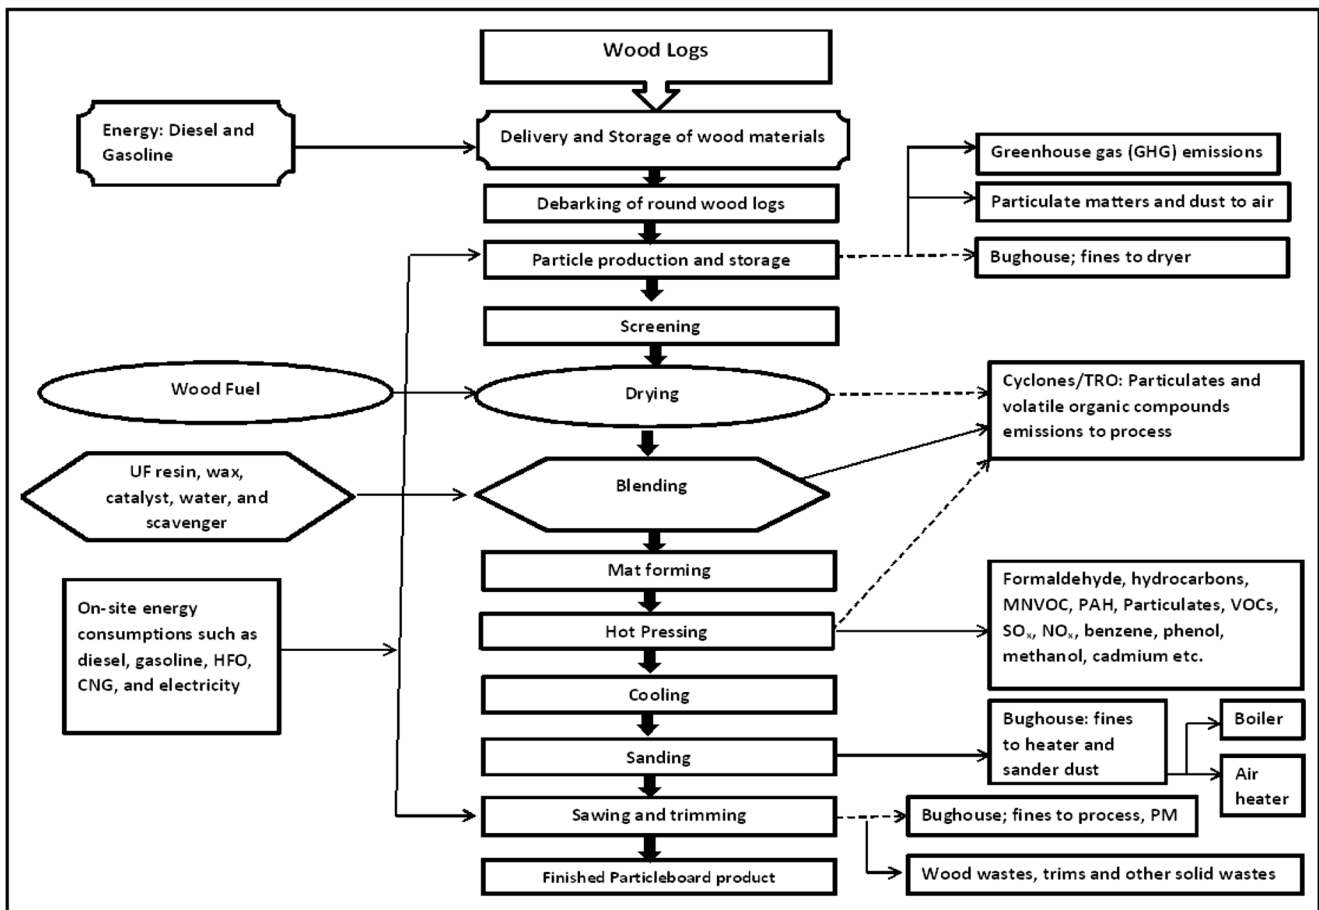 Wood Logs
Energy: Diesel and
Gasoline
Delivery and Storage of wood materials
Greenhouse gas (GHG) emissions
Debarking of round wood logs
Particulate matters and dust to air
Particle production and storage
Bughouse; fines to dryer
Screening
Wood Fuel
Drying
Cyclones/TRO: Particulates and
volatile organic compounds
emissions to process
UF resin, wax,
catalyst, water, and
scavenger
Blending
Mat forming
Formaldehyde, hydrocarbons,
MNVOC, PAH, Particulates, VOCs,
SOₓ, NOₓ, benzene, phenol,
methanol, cadmium etc.
On-site energy
consumptions such as
diesel, gasoline, HFO,
CNG, and electricity
Hot Pressing
Cooling
Bughouse: fines
to heater and
sander dust
Boiler
Sanding
Air
heater
Sawing and trimming
Bughouse; fines to process, PM
Finished Particleboard product
Wood wastes, trims and other solid wastes